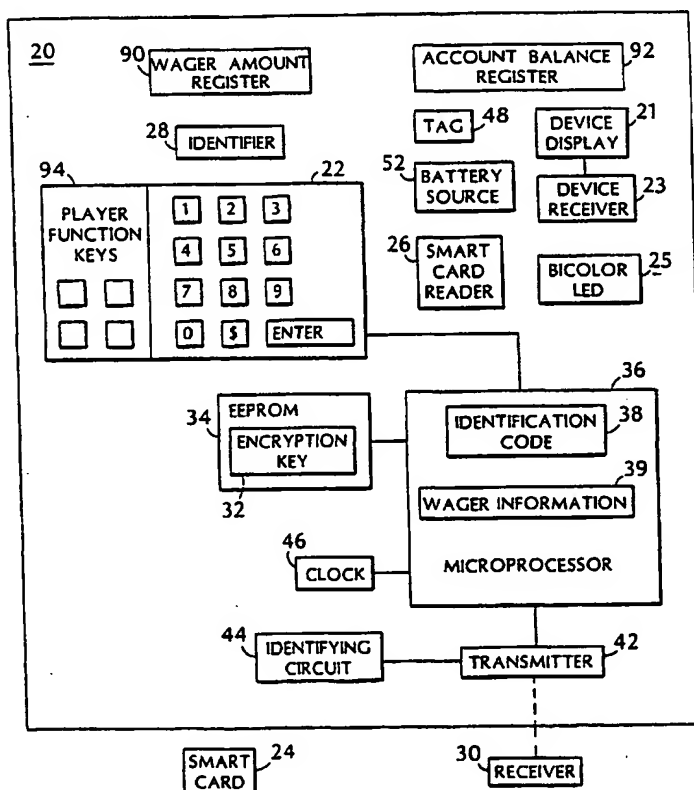 20
90
WAGER AMOUNT
REGISTER
ACCOUNT BALANCE
REGISTER
92
28
IDENTIFIER
TAG
48
DEVICE
DISPLAY
21
52
BATTERY
SOURCE
DEVICE
RECEIVER
23
94
22
PLAYER
FUNCTION
KEYS
1 2 3
4 5 6
7 8 9
0 $ ENTER
26
SMART
CARD
READER
BICOLOR
LED
25
36
34
EEPROM
ENCRYPTION
KEY
32
IDENTIFICATION
CODE
38
39
WAGER INFORMATION
MICROPROCESSOR
46
CLOCK
44
IDENTIFYING
CIRCUIT
TRANSMITTER
42
SMART
CARD
24
30
RECEIVER